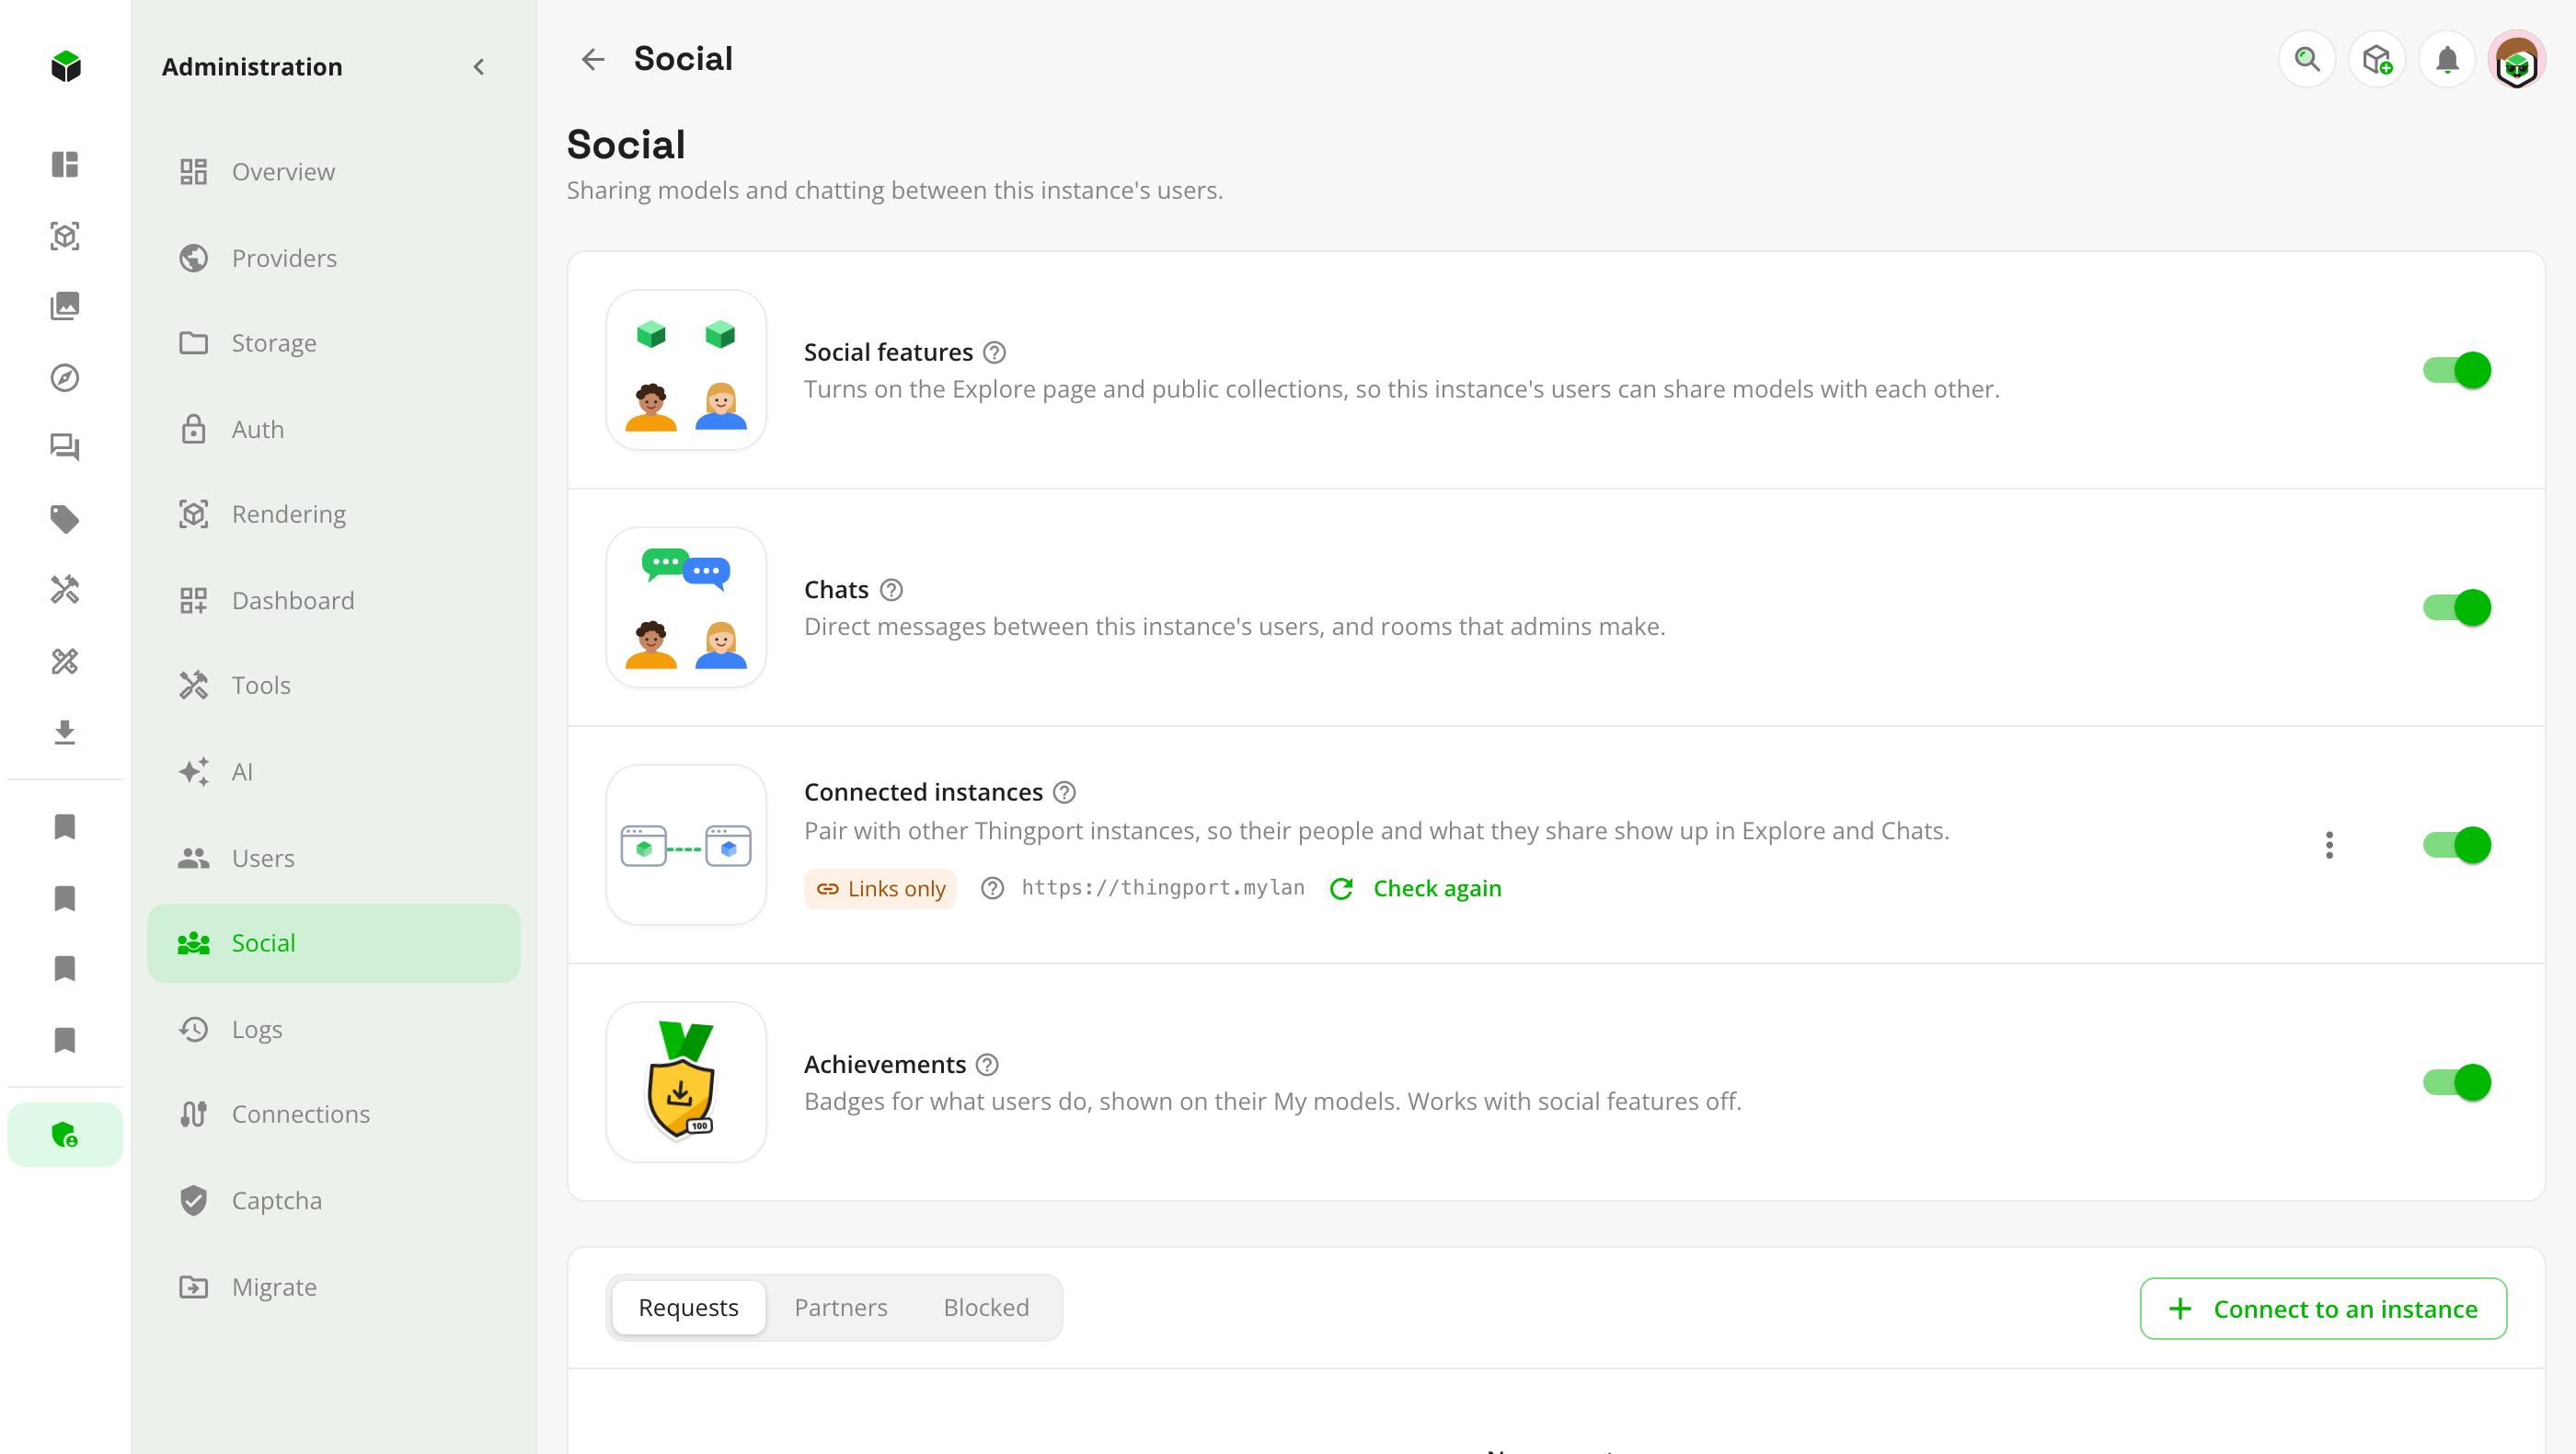 Administration
Overview
Providers
Storage
Auth
Rendering
Dashboard
Tools
AI
Users
Social
Logs
Connections
Captcha
Migrate
Social
Social
Sharing models and chatting between this instance's users.
Social features
Turns on the Explore page and public collections, so this instance's users can share models with each other.
Chats
Direct messages between this instance's users, and rooms that admins make.
Connected instances
Pair with other Thingport instances, so their people and what they share show up in Explore and Chats.
Links only https://thingport.mylan Check again
100
Achievements
Badges for what users do, shown on their My models. Works with social features off.
Requests Partners Blocked
Connect to an instance